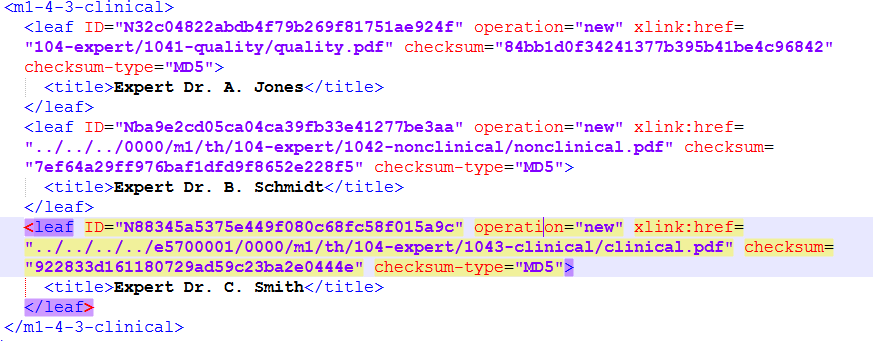 <m1-4-3-clinical>
<leaf ID="N32c04822abdb4f79b269f81751ae924f" operation="new" xlink:href=
"104-expert/1041-quality/quality.pdf" checksum="84bb1d0f34241377b395b41be4c96842"
checksum-type="MD5">
<title>Expert Dr. A. Jones</title>
</leaf>
<leaf ID="Nba9e2cd05ca04ca39fb33e41277be3aa" operation="new" xlink:href=
"../../../0000/m1/th/104-expert/1042-nonclinical/nonclinical.pdf" checksum=
"7ef64a29ff976baf1dfd9f8652e228f5" checksum-type="MD5">
<title>Expert Dr. B. Schmidt</title>
</leaf>
<leaf ID="N88345a5375e449f080c68fc58f015a9c" operation="new" xlink:href=
"../../../../e5700001/0000/m1/th/104-expert/1043-clinical/clinical.pdf" checksum=
"922833d161180729ad59c23ba2e0444e" checksum-type="MD5">
<title>Expert Dr. C. Smith</title>
</leaf>
</m1-4-3-clinical>